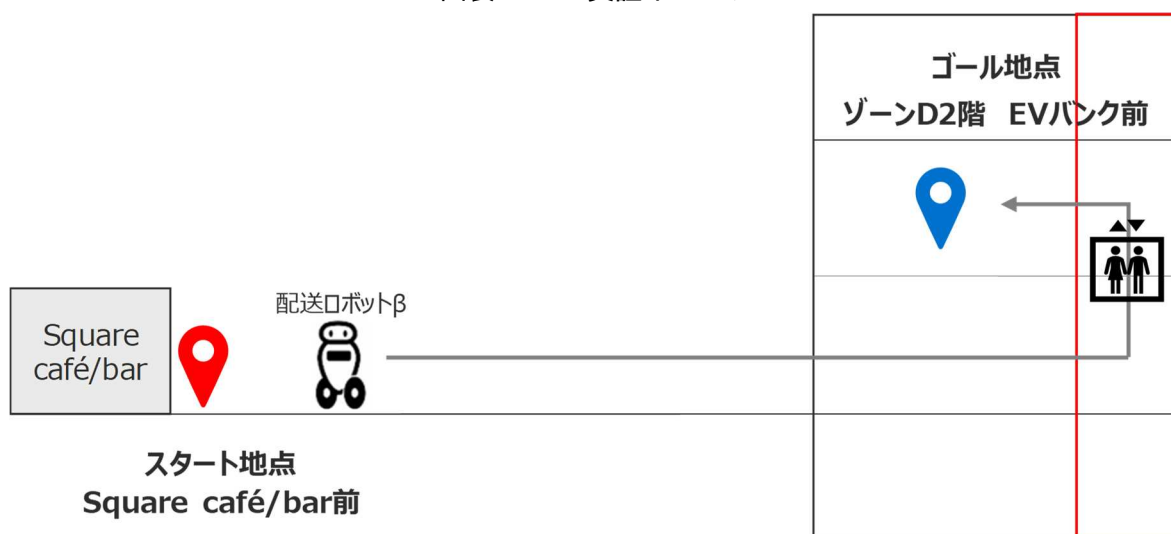 ゴール地点
ゾーンD2階 EVバンク前
配送ロボットβ
Square
café/bar
スタート地点
Square café/bar前